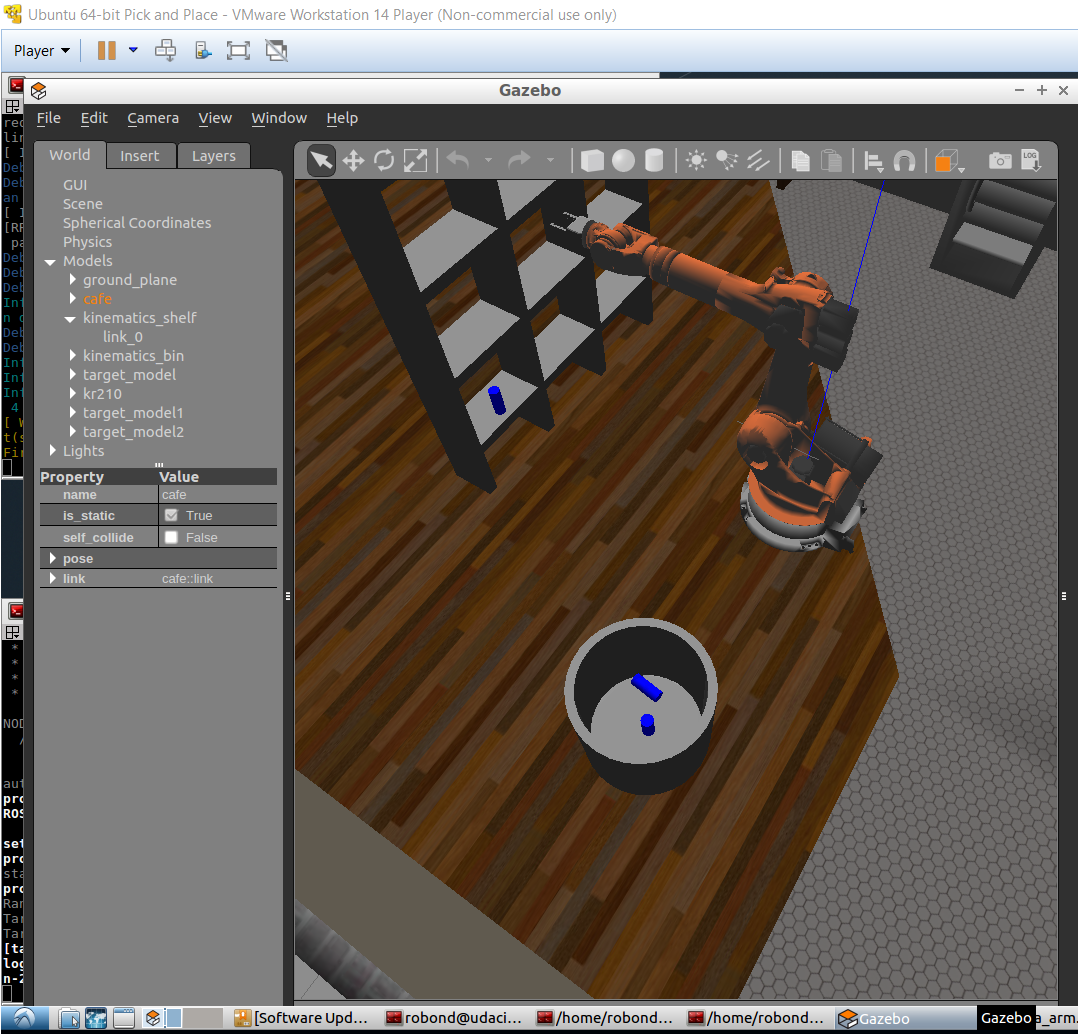 Ubuntu 64-bit Pick and Place - VMware Workstation 14 Player (Non-commercial use only)
Player
Gazebo
File Edit Camera View Window Help
World Insert Layers
LOG
GUI
Scene
Spherical Coordinates
Physics
Models
ground_plane
cafe
kinematics_shelf
link_0
kinematics_bin
target_model
kr210
target_model1
target_model2
Lights
Property Value
name cafe
is_static True
self_collide False
pose
link cafe::link
[Software Upd... robond@udaci... /home/robond... /home/robond... Gazebo Gazebo a_arm.